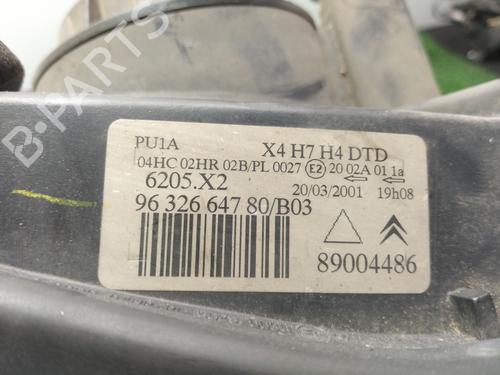 B-PARTS
PU1A X4 H7 H4 DTD
04HC 02HR 02B/PL 0027 E2 20 02A 01 1a
6205.X2 20/03/2001 19h08
96 326 647 80/B03
89004486